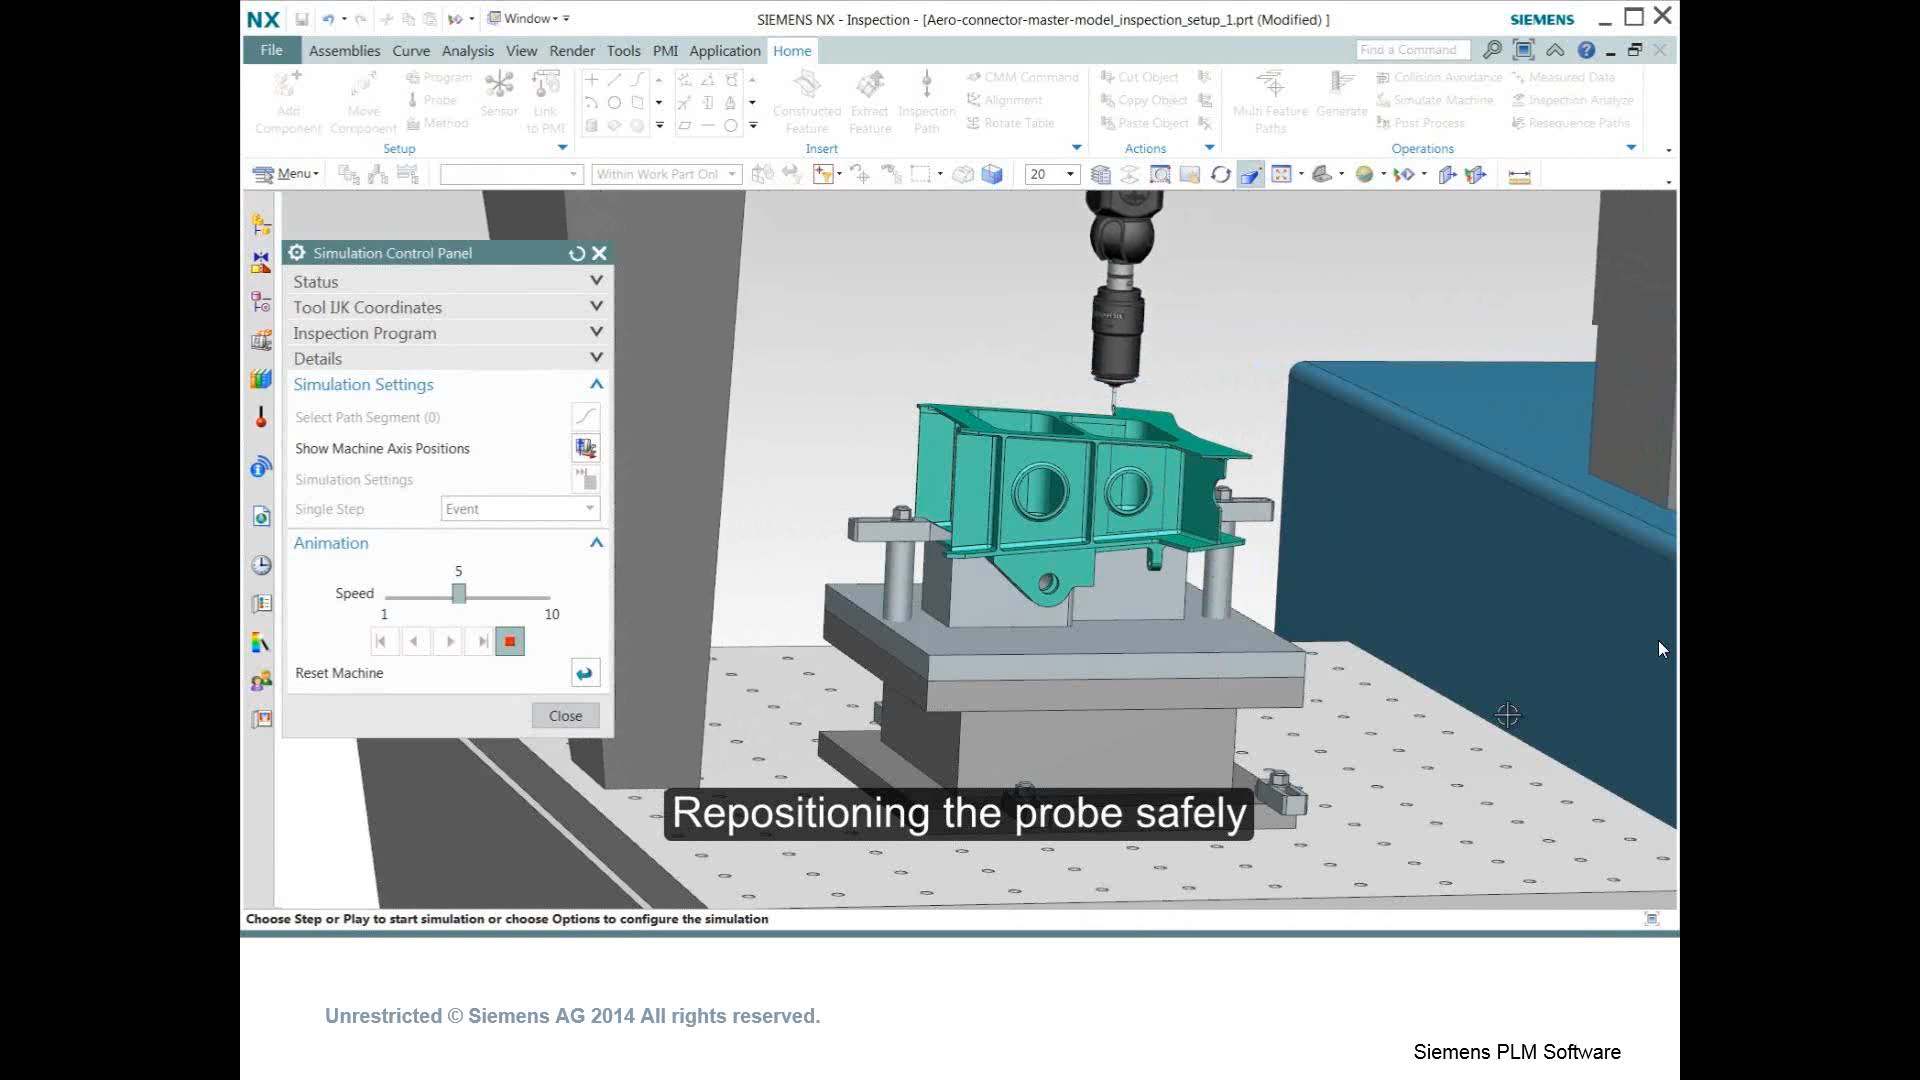 NX
Window
SIEMENS NX - Inspection - [Aero-connector-master-model_inspection_setup_1.prt (Modified) ]
SIEMENS
File Assemblies Curve Analysis View Render Tools PMI Application Home
Find a Command
Add Component
Move Component
Program
Probe
Method
Sensor
Link to PMI
Setup
Constructed Feature
Extract Feature
Inspection Path
CMM Command
Alignment
Rotate Table
Insert
Cut Object
Copy Object
Paste Object
Actions
Multi Feature Paths
Generate
Collision Avoidance
Simulate Machine
Post Process
Measured Data
Inspection Analyze
Resequence Paths
Operations
Menu
Within Work Part Onl
20
Simulation Control Panel
Status
Tool IJK Coordinates
Inspection Program
Details
Simulation Settings
Select Path Segment (0)
Show Machine Axis Positions
Simulation Settings
Single Step Event
Animation
5
Speed
1 10
Reset Machine
Close
Repositioning the probe safely
Choose Step or Play to start simulation or choose Options to configure the simulation
Unrestricted © Siemens AG 2014 All rights reserved.
Siemens PLM Software